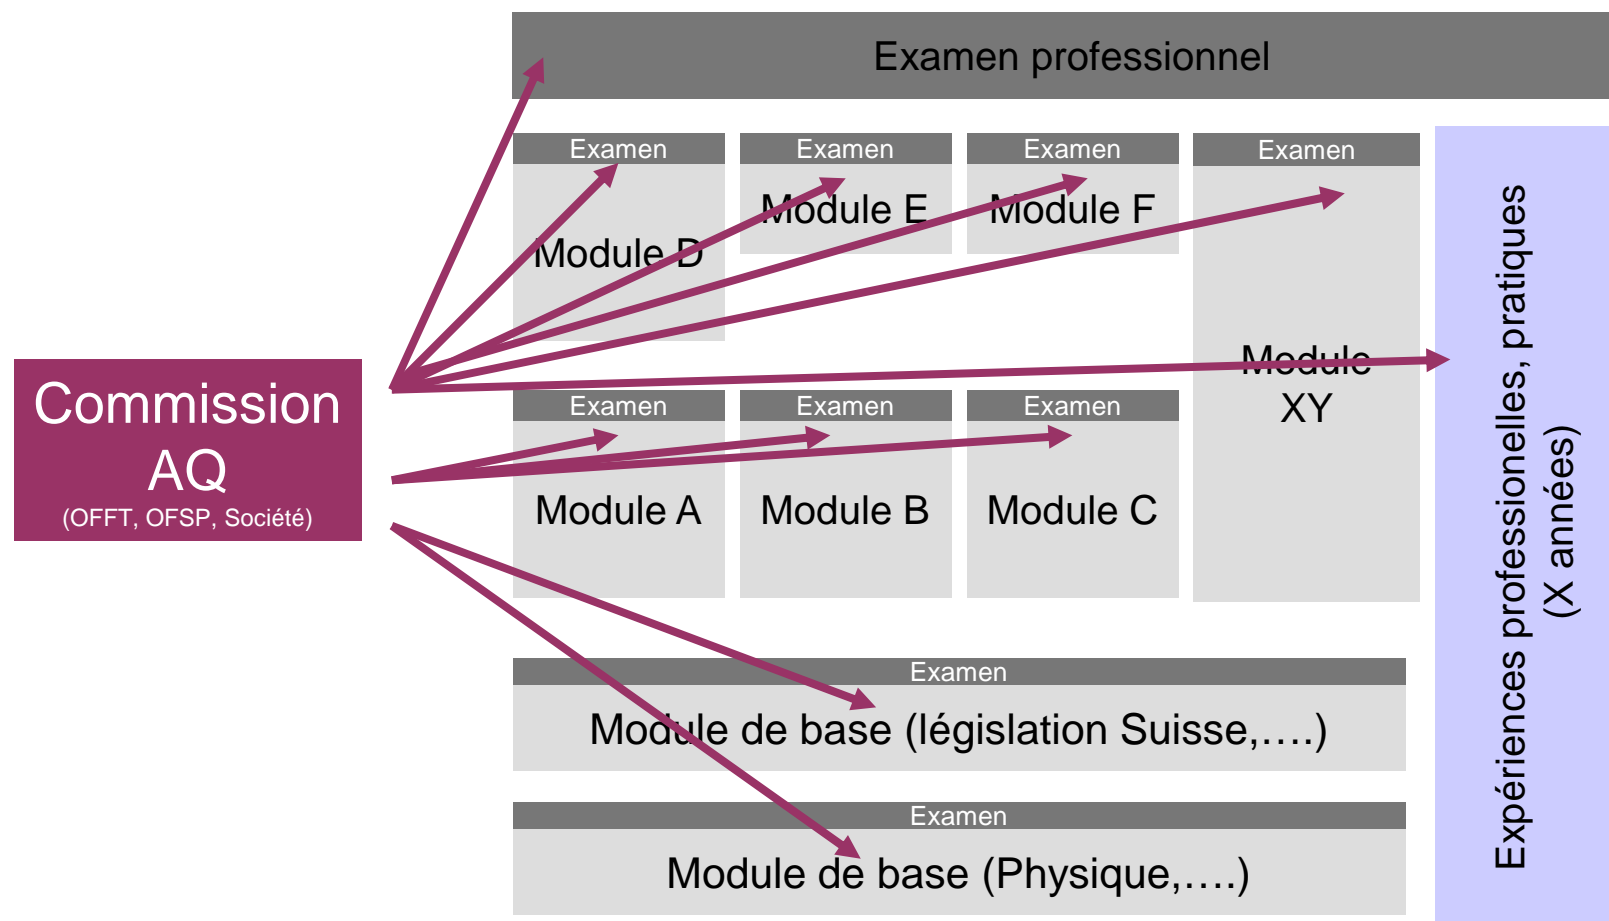 Examen professionnel
Examen
Examen
Examen
Examen
Module D
Module E
Module F
Module
XY
Commission
AQ
(OFFT, OFSP, Société)
Examen
Examen
Examen
Module A
Module B
Module C
Examen
Module de base (législation Suisse,….)
Examen
Module de base (Physique,….)
Expériences professionelles, pratiques
(X années)